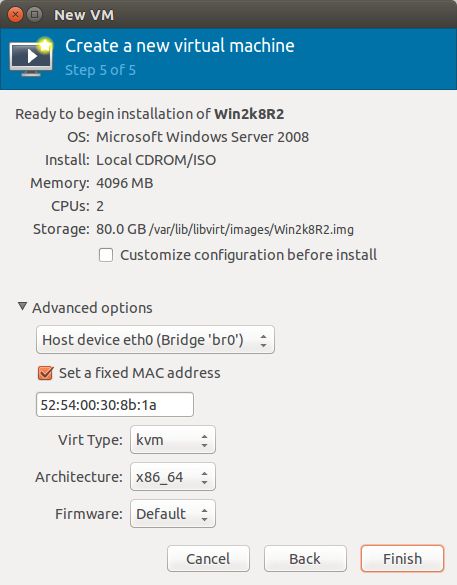 New VM
Create a new virtual machine
Step 5 of 5
Ready to begin installation of Win2k8R2
OS: Microsoft Windows Server 2008
Install: Local CDROM/ISO
Memory: 4096 MB
CPUs: 2
Storage: 80.0 GB /var/lib/libvirt/images/Win2k8R2.img
Customize configuration before install
Advanced options
Host device eth0 (Bridge 'br0')
Set a fixed MAC address
52:54:00:30:8b:1a
Virt Type: kvm
Architecture: x86_64
Firmware: Default
Cancel Back Finish